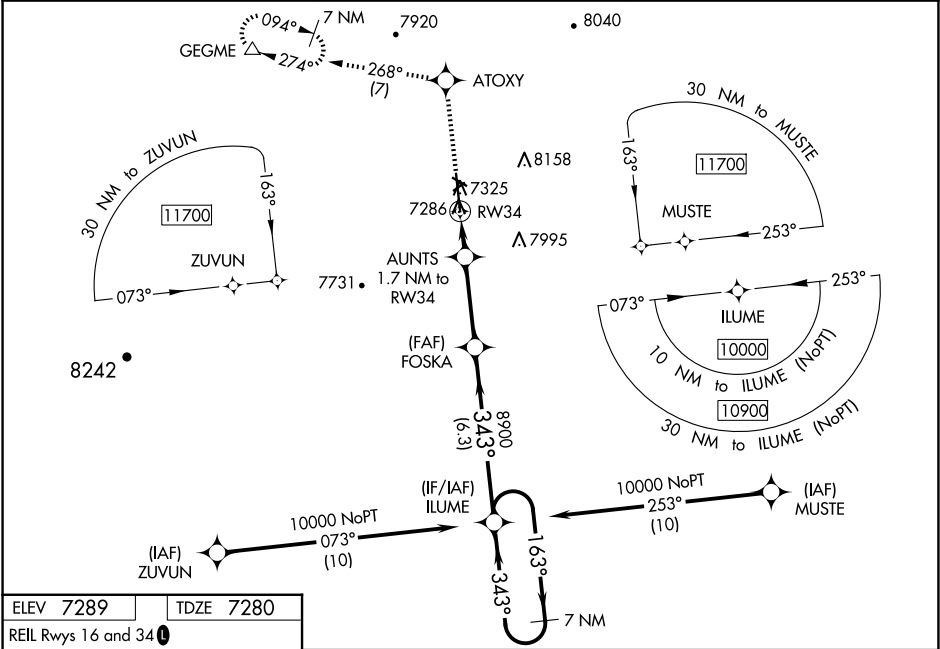 094°
7 NM
7920
8040
GEGME
274°
268°
(7)
ATOXY
30 NM to ZUVUN
163°
11700
ZUVUN
073°
30 NM to MUSTE
163°
11700
MUSTE
253°
8158
7325
7286
RW34
7995
AUNTS
1.7 NM to
RW34
7731
8242
(FAF)
FOSKA
073°
253°
ILUME
10000
10 NM to ILUME (NoPT)
10900
30 NM to ILUME (NoPT)
8900
343°
(6.3)
(IF/IAF)
ILUME
10000 NoPT
073°
(10)
(IAF)
ZUVUN
10000 NoPT
253°
(10)
(IAF)
MUSTE
163°
343°
7 NM
ELEV 7289
TDZE 7280
REIL Rwys 16 and 34 L